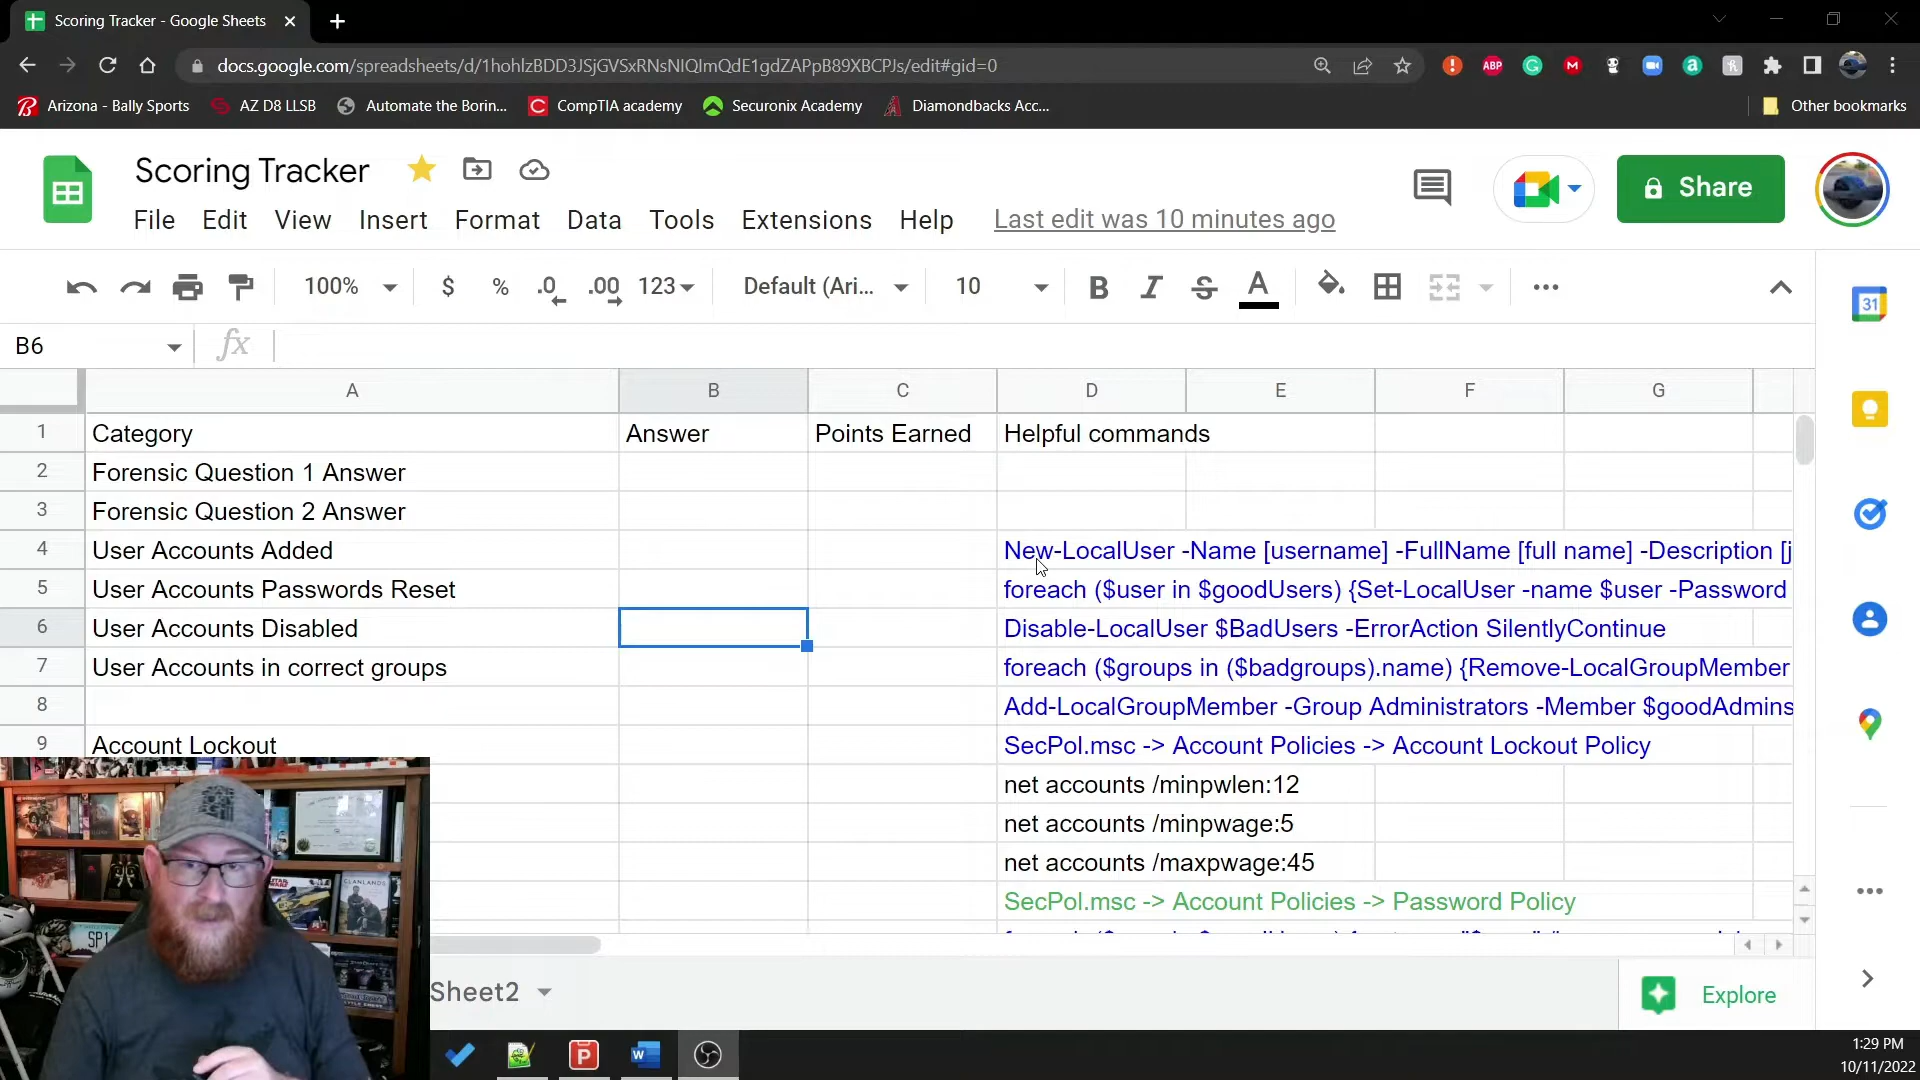 Scoring Tracker - Google Sheets
docs.google.com/spreadsheets/d/1hohlzBDD3JSjGVSxRNsNIQlmQdE1gdZAPpB89XBCPJs/edit#gid=0
Arizona - Bally Sports
AZ D8 LLSB
Automate the Borin...
CompTIA academy
Securonix Academy
Diamondbacks Acc...
Other bookmarks
Scoring Tracker
Share
File Edit View Insert Format Data Tools Extensions Help Last edit was 10 minutes ago
100% $ % .0 .00 123 Default (Ari... 10 B I S A
31
B6 fx
A B C D E F G
1 Category Answer Points Earned Helpful commands
2 Forensic Question 1 Answer
3 Forensic Question 2 Answer
4 User Accounts Added New-LocalUser -Name [username] -FullName [full name] -Description [j
5 User Accounts Passwords Reset foreach ($user in $goodUsers) {Set-LocalUser -name $user -Password
6 User Accounts Disabled Disable-LocalUser $BadUsers -ErrorAction SilentlyContinue
7 User Accounts in correct groups foreach ($groups in ($badgroups).name) {Remove-LocalGroupMember
8 Add-LocalGroupMember -Group Administrators -Member $goodAdmins
9 Account Lockout SecPol.msc -> Account Policies -> Account Lockout Policy
net accounts /minpwlen:12
net accounts /minpwage:5
net accounts /maxpwage:45
SecPol.msc -> Account Policies -> Password Policy
STAR WARS
CLANLANDS
SP1
Sheet2
Explore
1:29 PM
10/11/2022